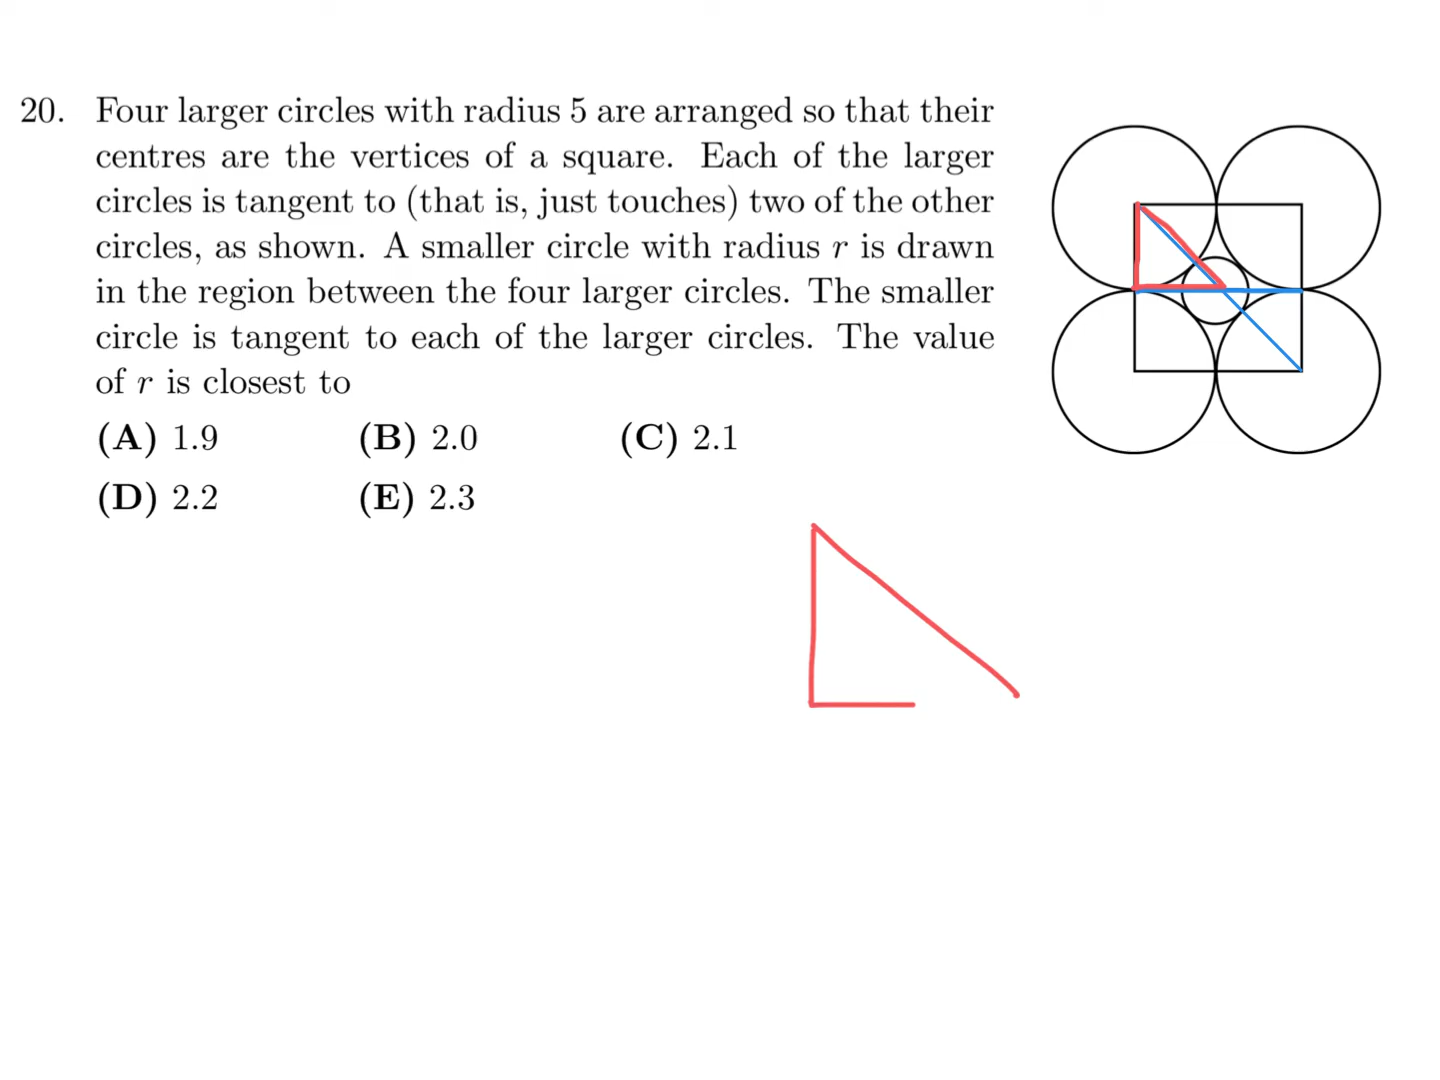 20. Four larger circles with radius 5 are arranged so that their
centres are the vertices of a square. Each of the larger
circles is tangent to (that is, just touches) two of the other
circles, as shown. A smaller circle with radius r is drawn
in the region between the four larger circles. The smaller
circle is tangent to each of the larger circles. The value
of r is closest to
(A) 1.9 (B) 2.0 (C) 2.1
(D) 2.2 (E) 2.3